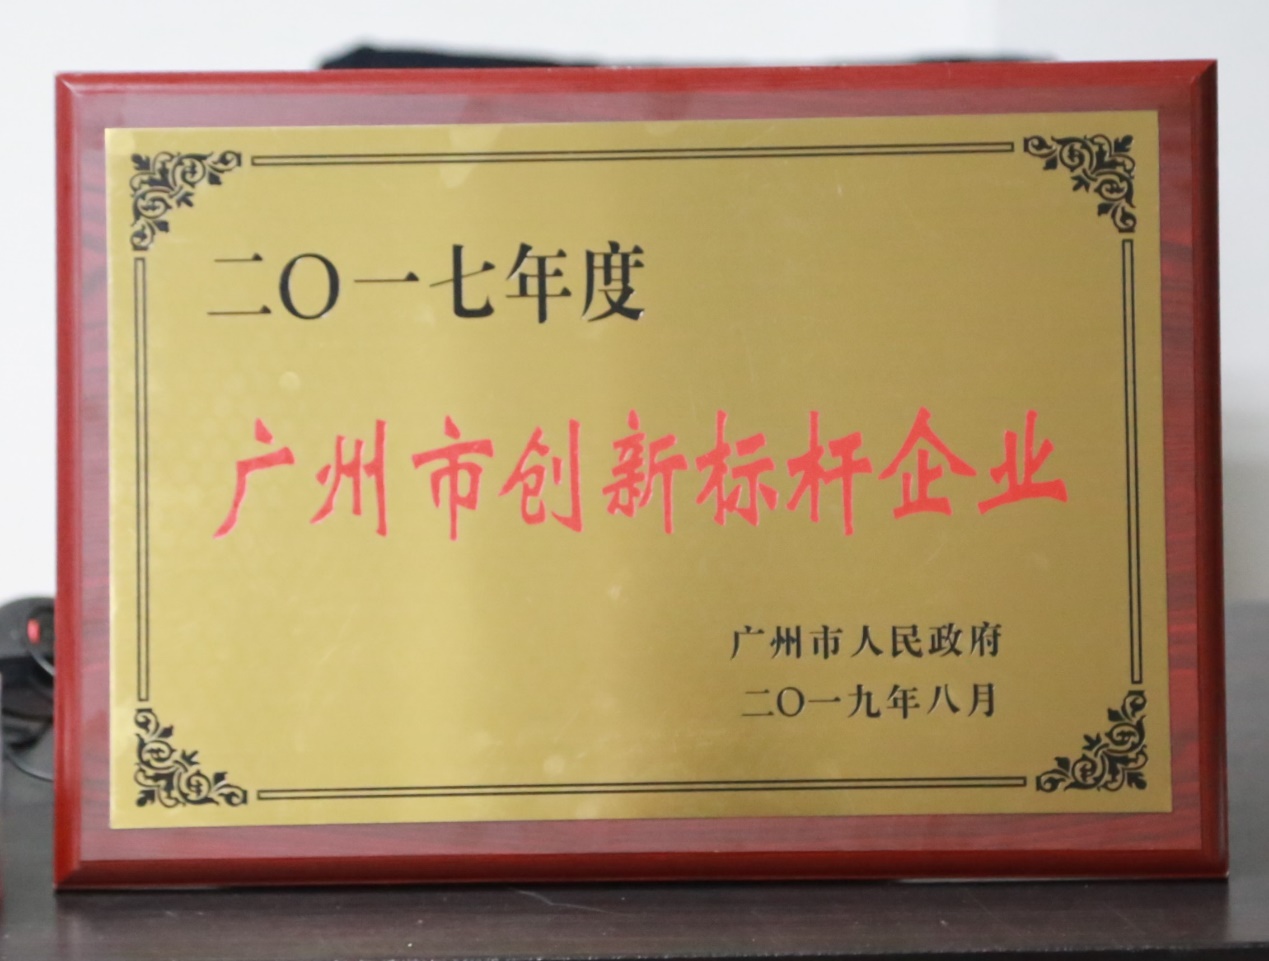 二〇一七年度
广州市创新标杆企业
广州市人民政府
二〇一九年八月